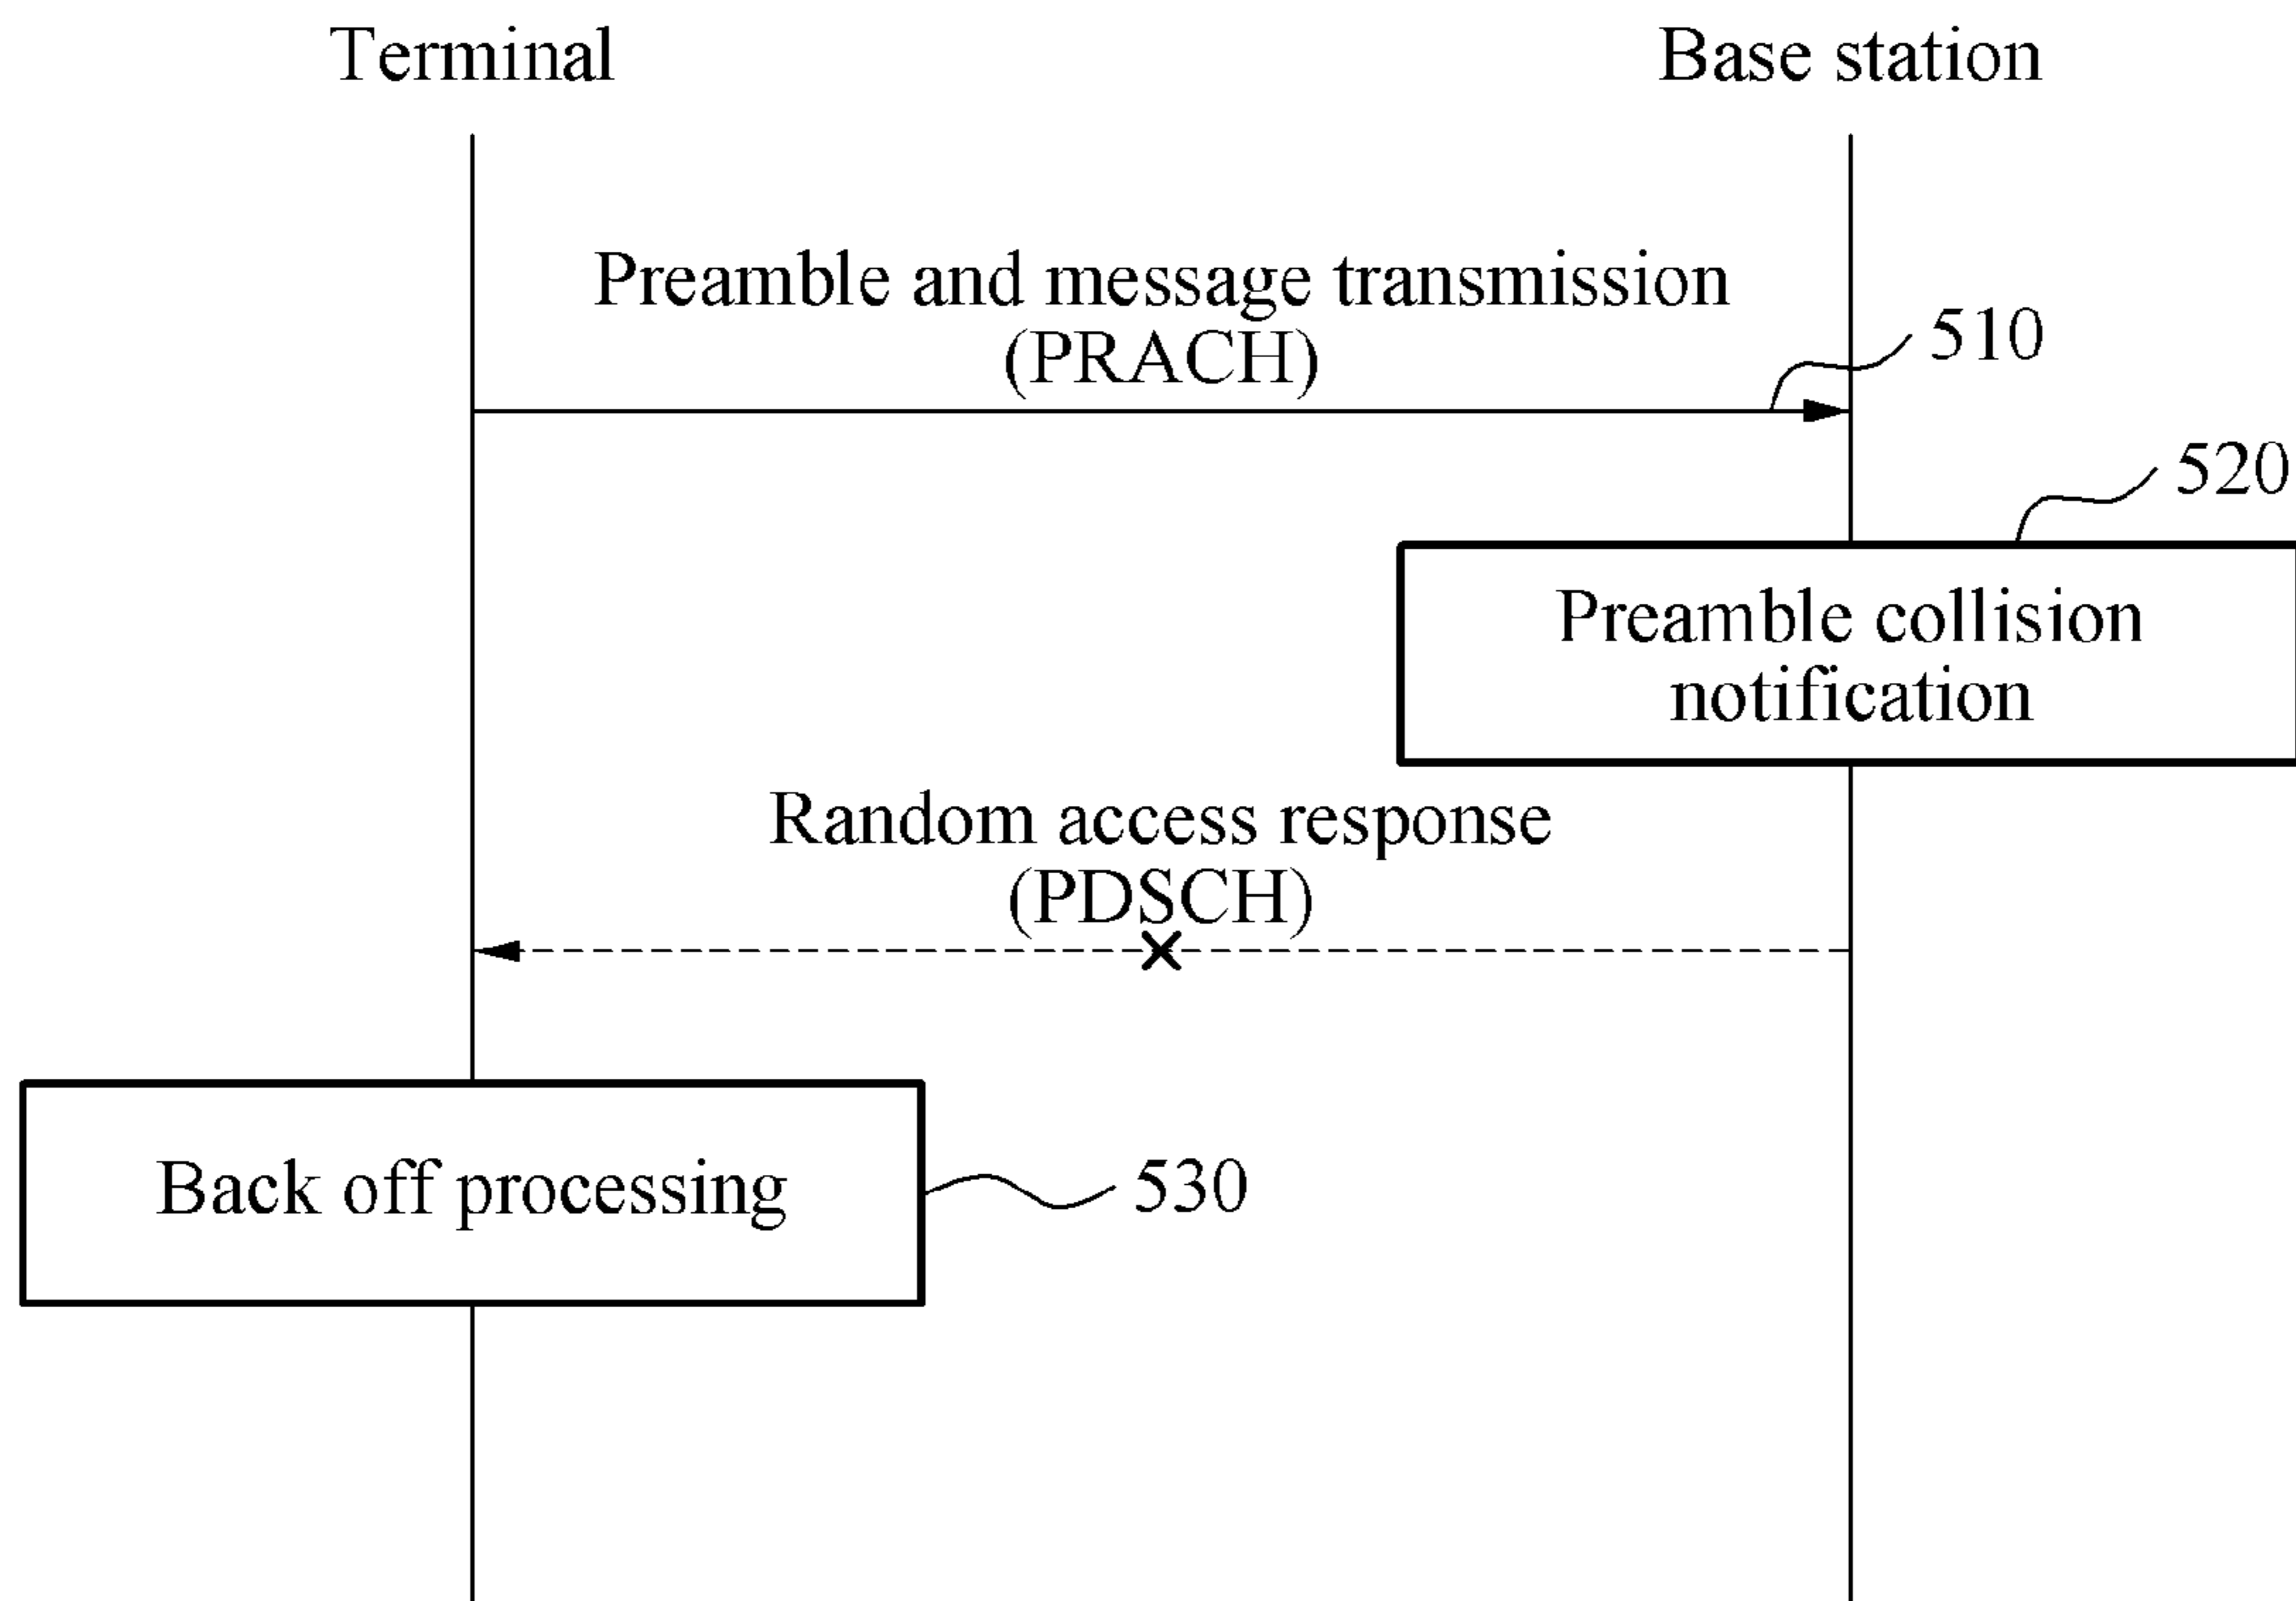 Terminal
Base station
Preamble and message transmission
(PRACH)
510
520
Preamble collision
notification
Random access response
(PDSCH)
Back off processing
530